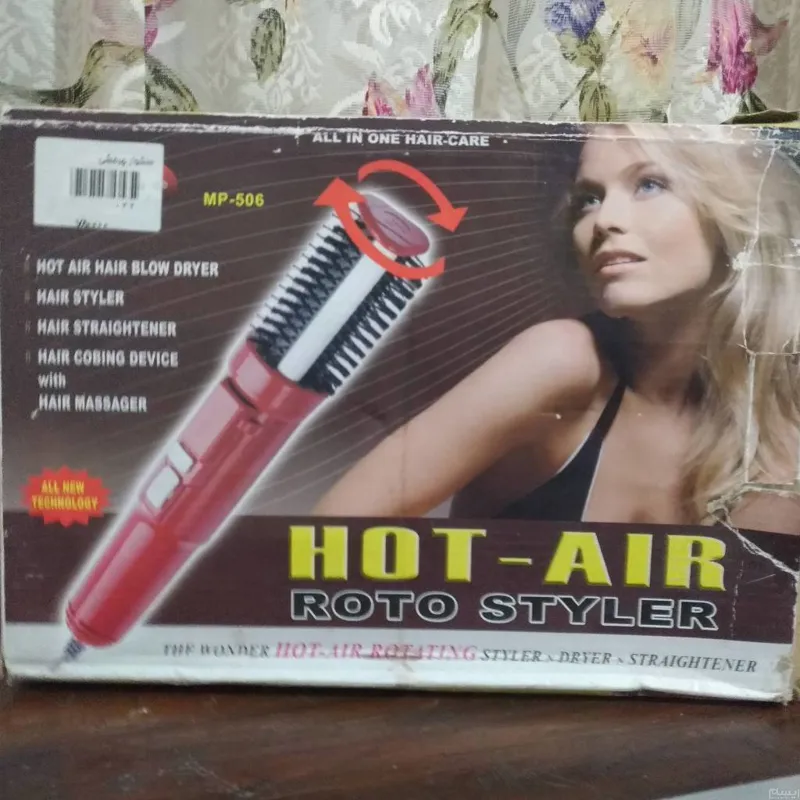 ALL IN ONE HAIR-CARE
MP-506
HOT AIR HAIR BLOW DRYER
HAIR STYLER
HAIR STRAIGHTENER
HAIR COBING DEVICE
with
HAIR MASSAGER
ALL NEW
TECHNOLOGY
HOT-AIR
ROTO STYLER
THE WONDER HOT-AIR ROTATING STYLER > DRYER > STRAIGHTENER